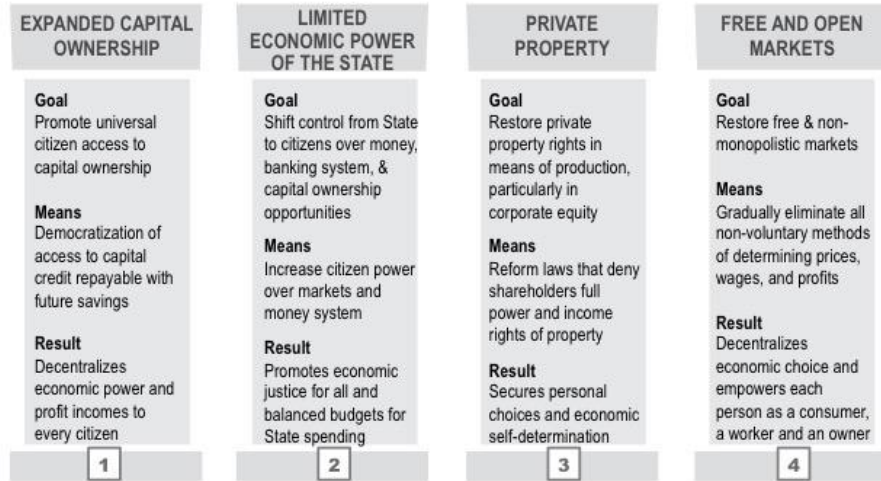 EXPANDED CAPITAL
OWNERSHIP
Goal
Promote universal
citizen access to
capital ownership
Means
Democratization of
access to capital
credit repayable with
future savings
Result
Decentralizes
economic power and
profit incomes to
every citizen
1
LIMITED
ECONOMIC POWER
OF THE STATE
Goal
Shift control from State
to citizens over money,
banking system, &
capital ownership
opportunities
Means
Increase citizen power
over markets and
money system
Result
Promotes economic
justice for all and
balanced budgets for
State spending
2
PRIVATE
PROPERTY
Goal
Restore private
property rights in
means of production,
particularly in
corporate equity
Means
Reform laws that deny
shareholders full
power and income
rights of property
Result
Secures personal
choices and economic
self-determination
3
FREE AND OPEN
MARKETS
Goal
Restore free & non-
monopolistic markets
Means
Gradually eliminate all
non-voluntary methods
of determining prices,
wages, and profits
Result
Decentralizes
economic choice and
empowers each
person as a consumer,
a worker and an owner
4